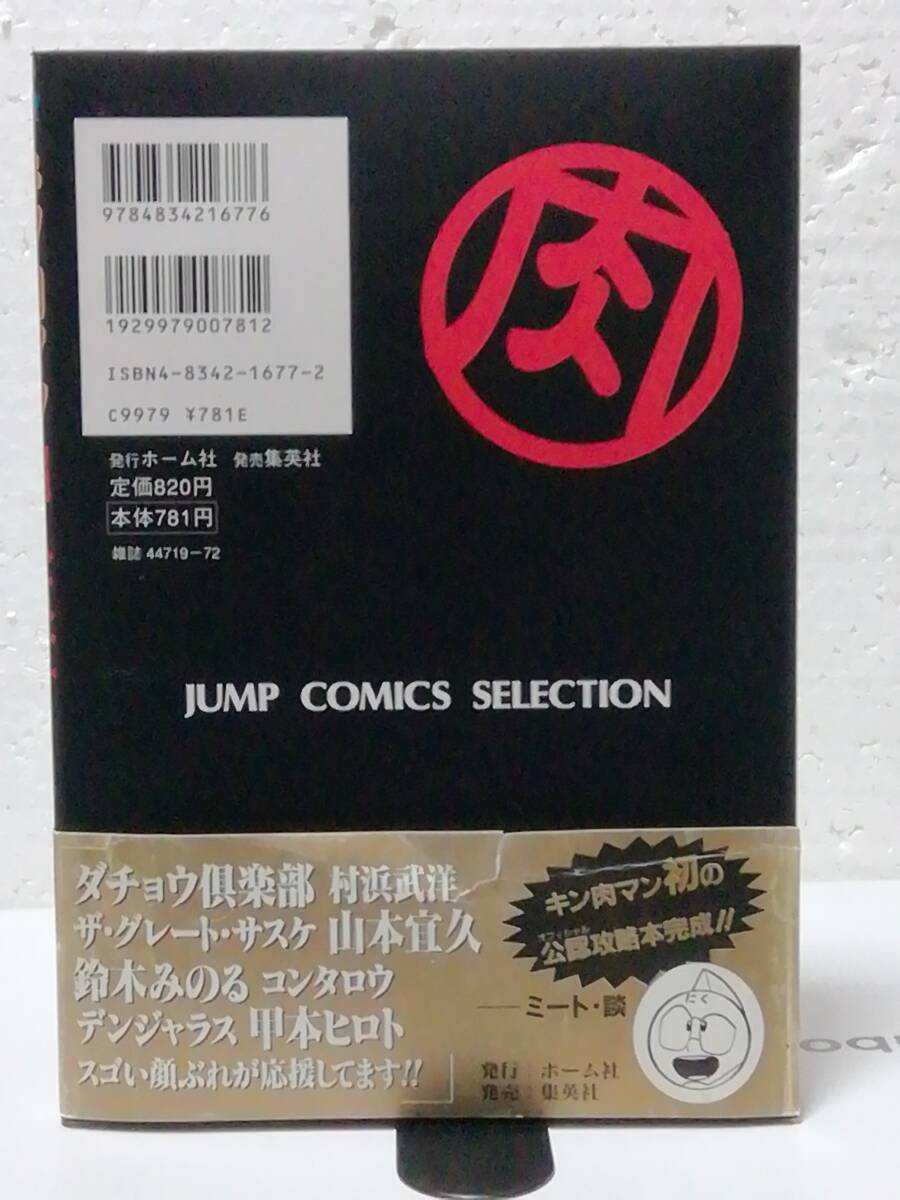 9784834216776
1929979007812
ISBN4-8342-1677-2
C9979 ¥781E
発行ホーム社 発売集英社
定価820円
本体781円
雑誌 44719-72
肉
JUMP COMICS SELECTION
ダチョウ倶楽部 村浜武洋
ザ・グレート・サスケ 山本宜久
鈴木みのる コンタロウ
デンジャラス 甲本ヒロト
スゴい顔ぶれが応援してます!!
キン肉マン初の
オフィシャル
公認攻略本完成!!
──ミート・談
にく
発行:ホーム社
発売:集英社